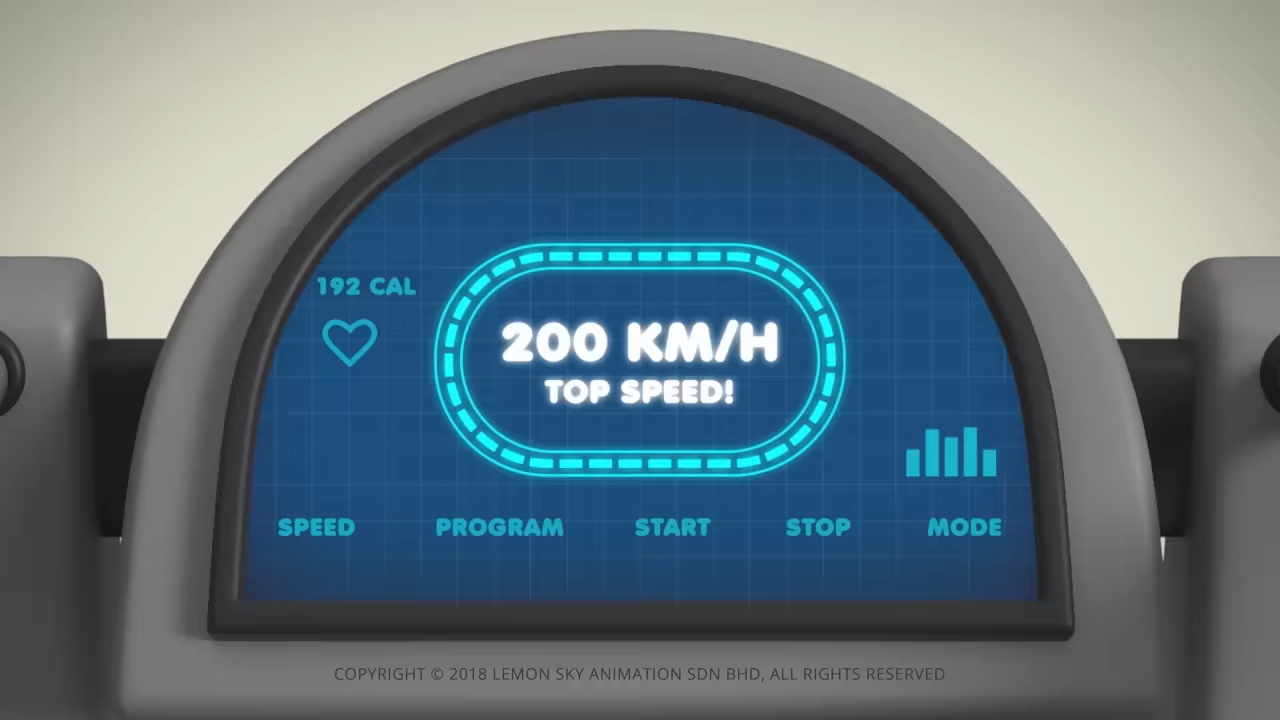 192 CAL
200 KM/H
TOP SPEED!
SPEED PROGRAM START STOP MODE
COPYRIGHT © 2018 LEMON SKY ANIMATION SDN BHD, ALL RIGHTS RESERVED